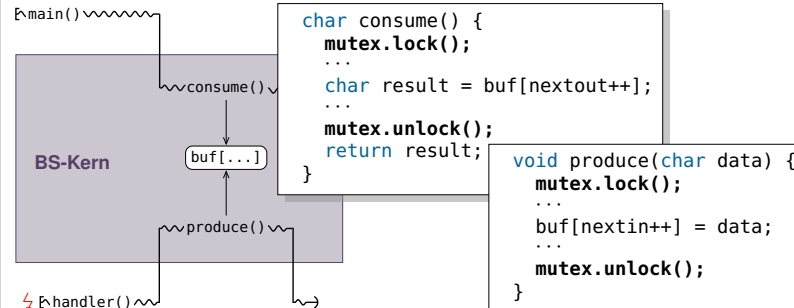 main()
consume()
BS-Kern
buf[...]
produce()
handler()
char consume() {
mutex.lock();
...
char result = buf[nextout++];
...
mutex.unlock();
return result;
}
void produce(char data) {
mutex.lock();
...
buf[nextin++] = data;
...
mutex.unlock();
}